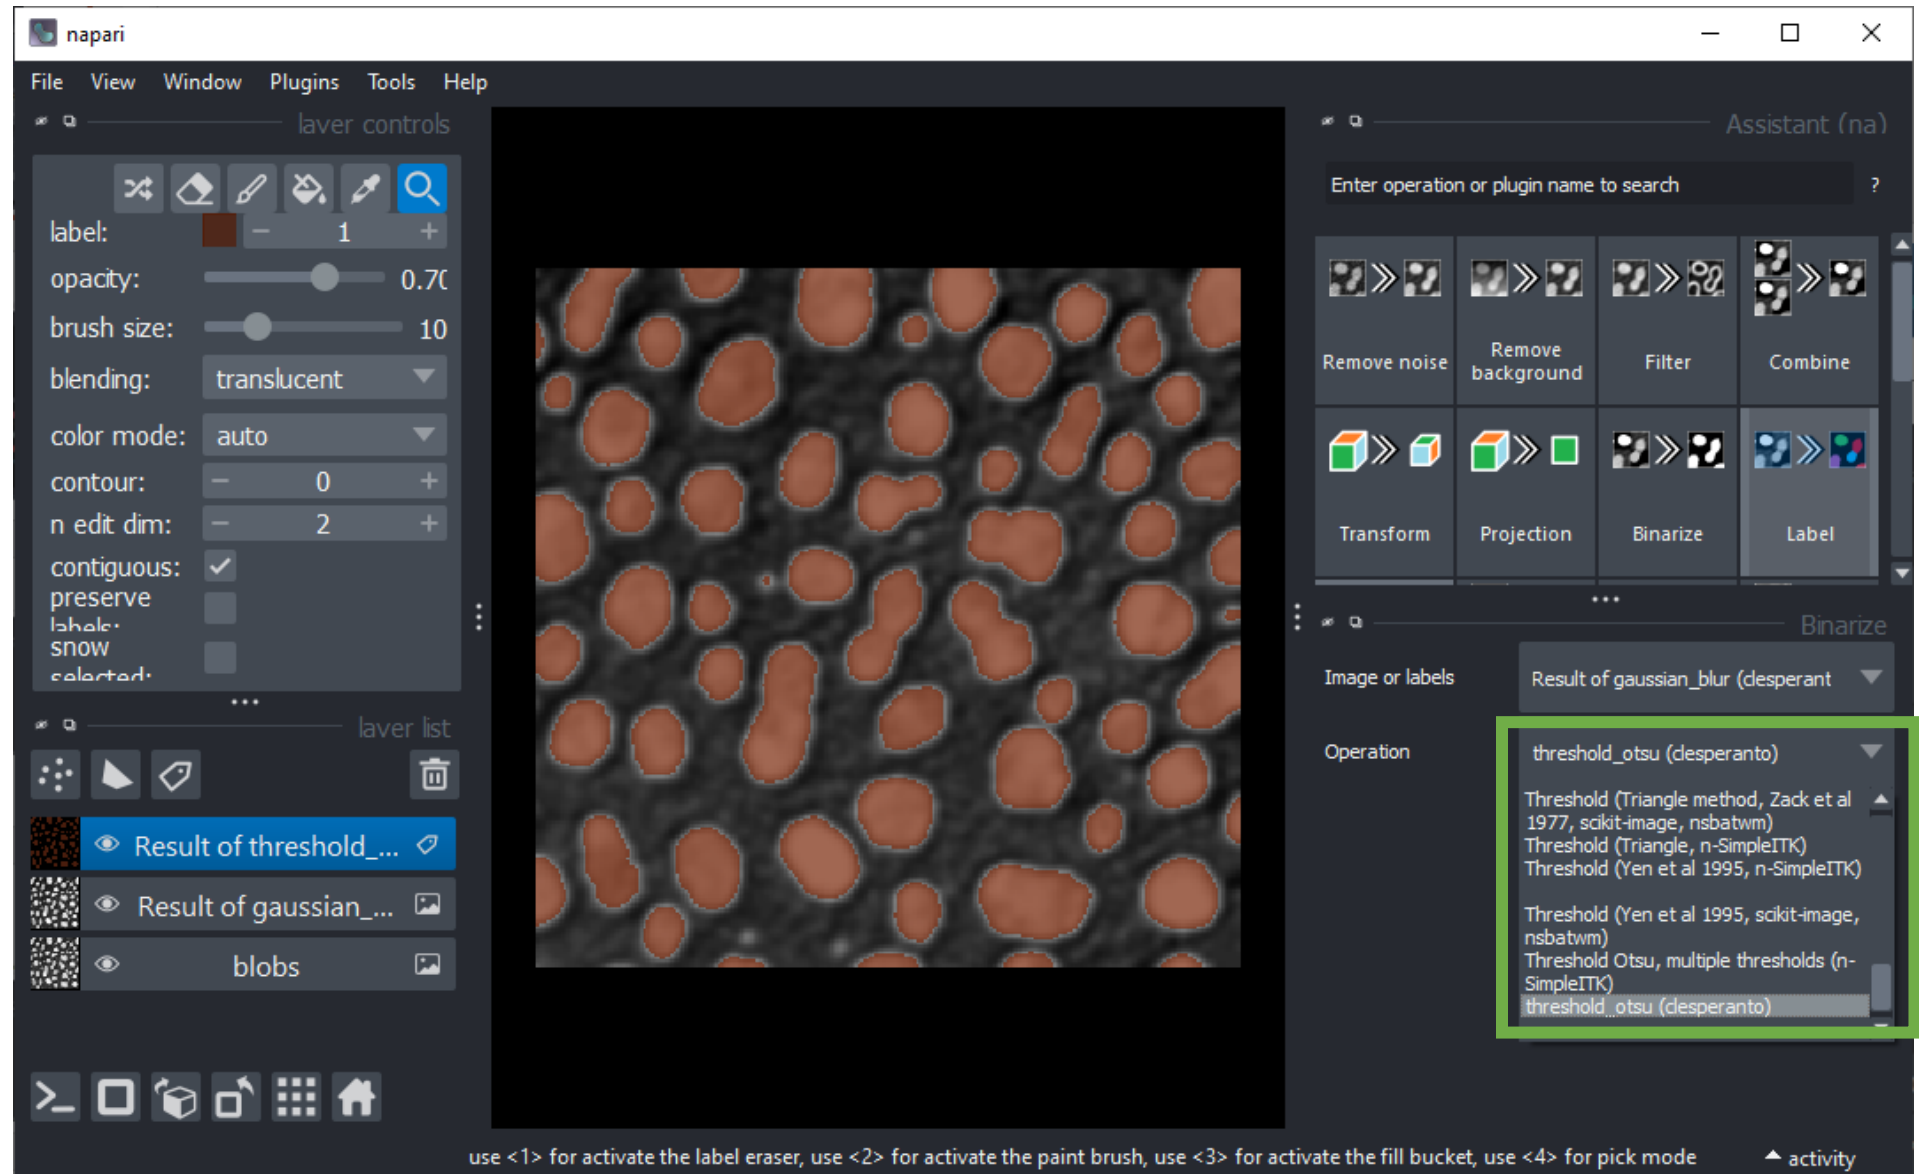 napari
File View Window Plugins Tools Help
layer controls
label: 1
opacity: 0.70
brush size: 10
blending: translucent
color mode: auto
contour: 0
n edit dim: 2
contiguous:
preserve
labels:
show
selected:
layer list
Result of threshold_...
Result of gaussian_...
blobs
Assistant (na)
Enter operation or plugin name to search ?
Remove noise
Remove
background
Filter
Combine
Transform
Projection
Binarize
Label
Binarize
Image or labels
Result of gaussian_blur (clesperant
Operation
threshold_otsu (clesperanto)
Threshold (Triangle method, Zack et al
1977, scikit-image, nsbatwm)
Threshold (Triangle, n-SimpleITK)
Threshold (Yen et al 1995, n-SimpleITK)
Threshold (Yen et al 1995, scikit-image,
nsbatwm)
Threshold Otsu, multiple thresholds (n-
SimpleITK)
threshold_otsu (clesperanto)
use <1> for activate the label eraser, use <2> for activate the paint brush, use <3> for activate the fill bucket, use <4> for pick mode
activity